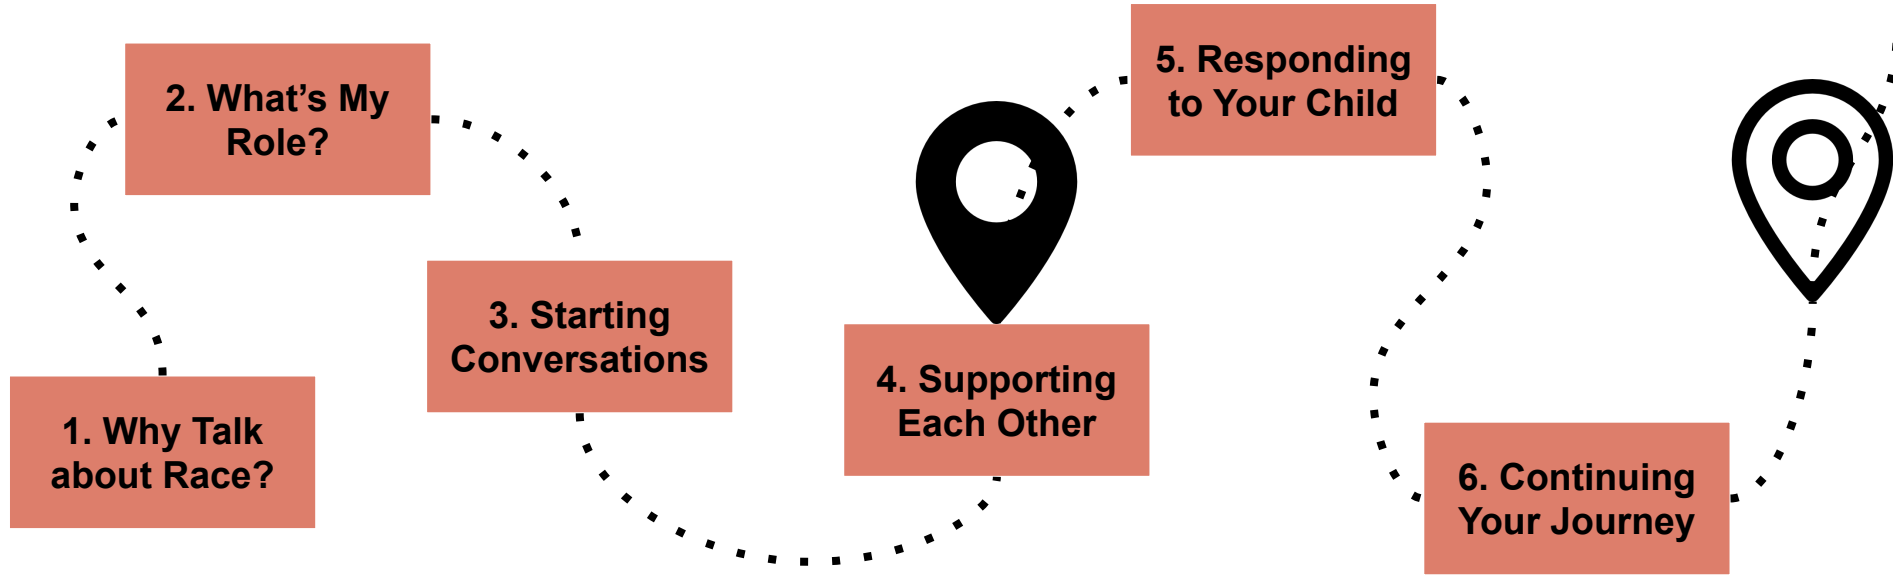 1. Why Talk
about Race?
2. What’s My
Role?
3. Starting
Conversations
4. Supporting
Each Other
5. Responding
to Your Child
6. Continuing
Your Journey